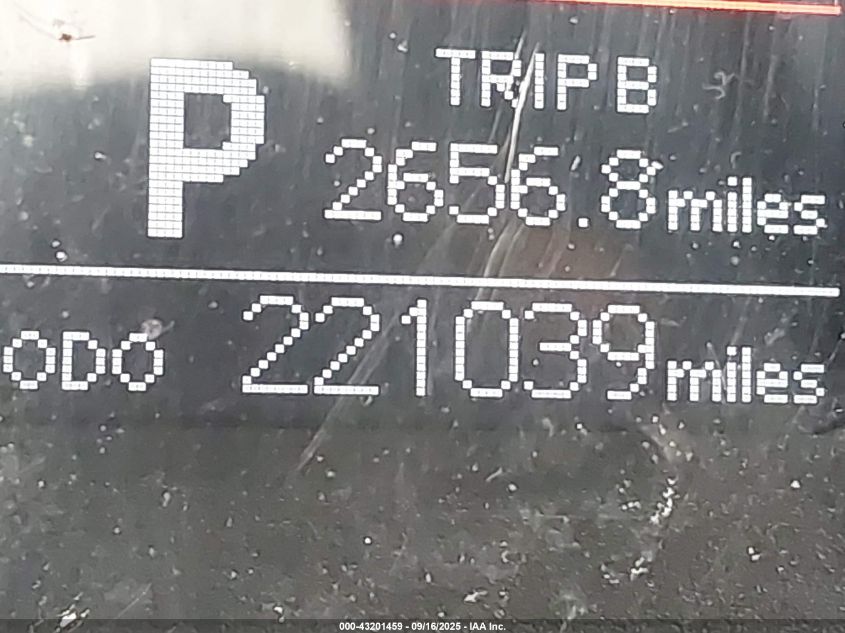 P
TRIP B
2656.8 miles
ODO 221039 miles
000-43201459 - 09/16/2025 - IAA Inc.